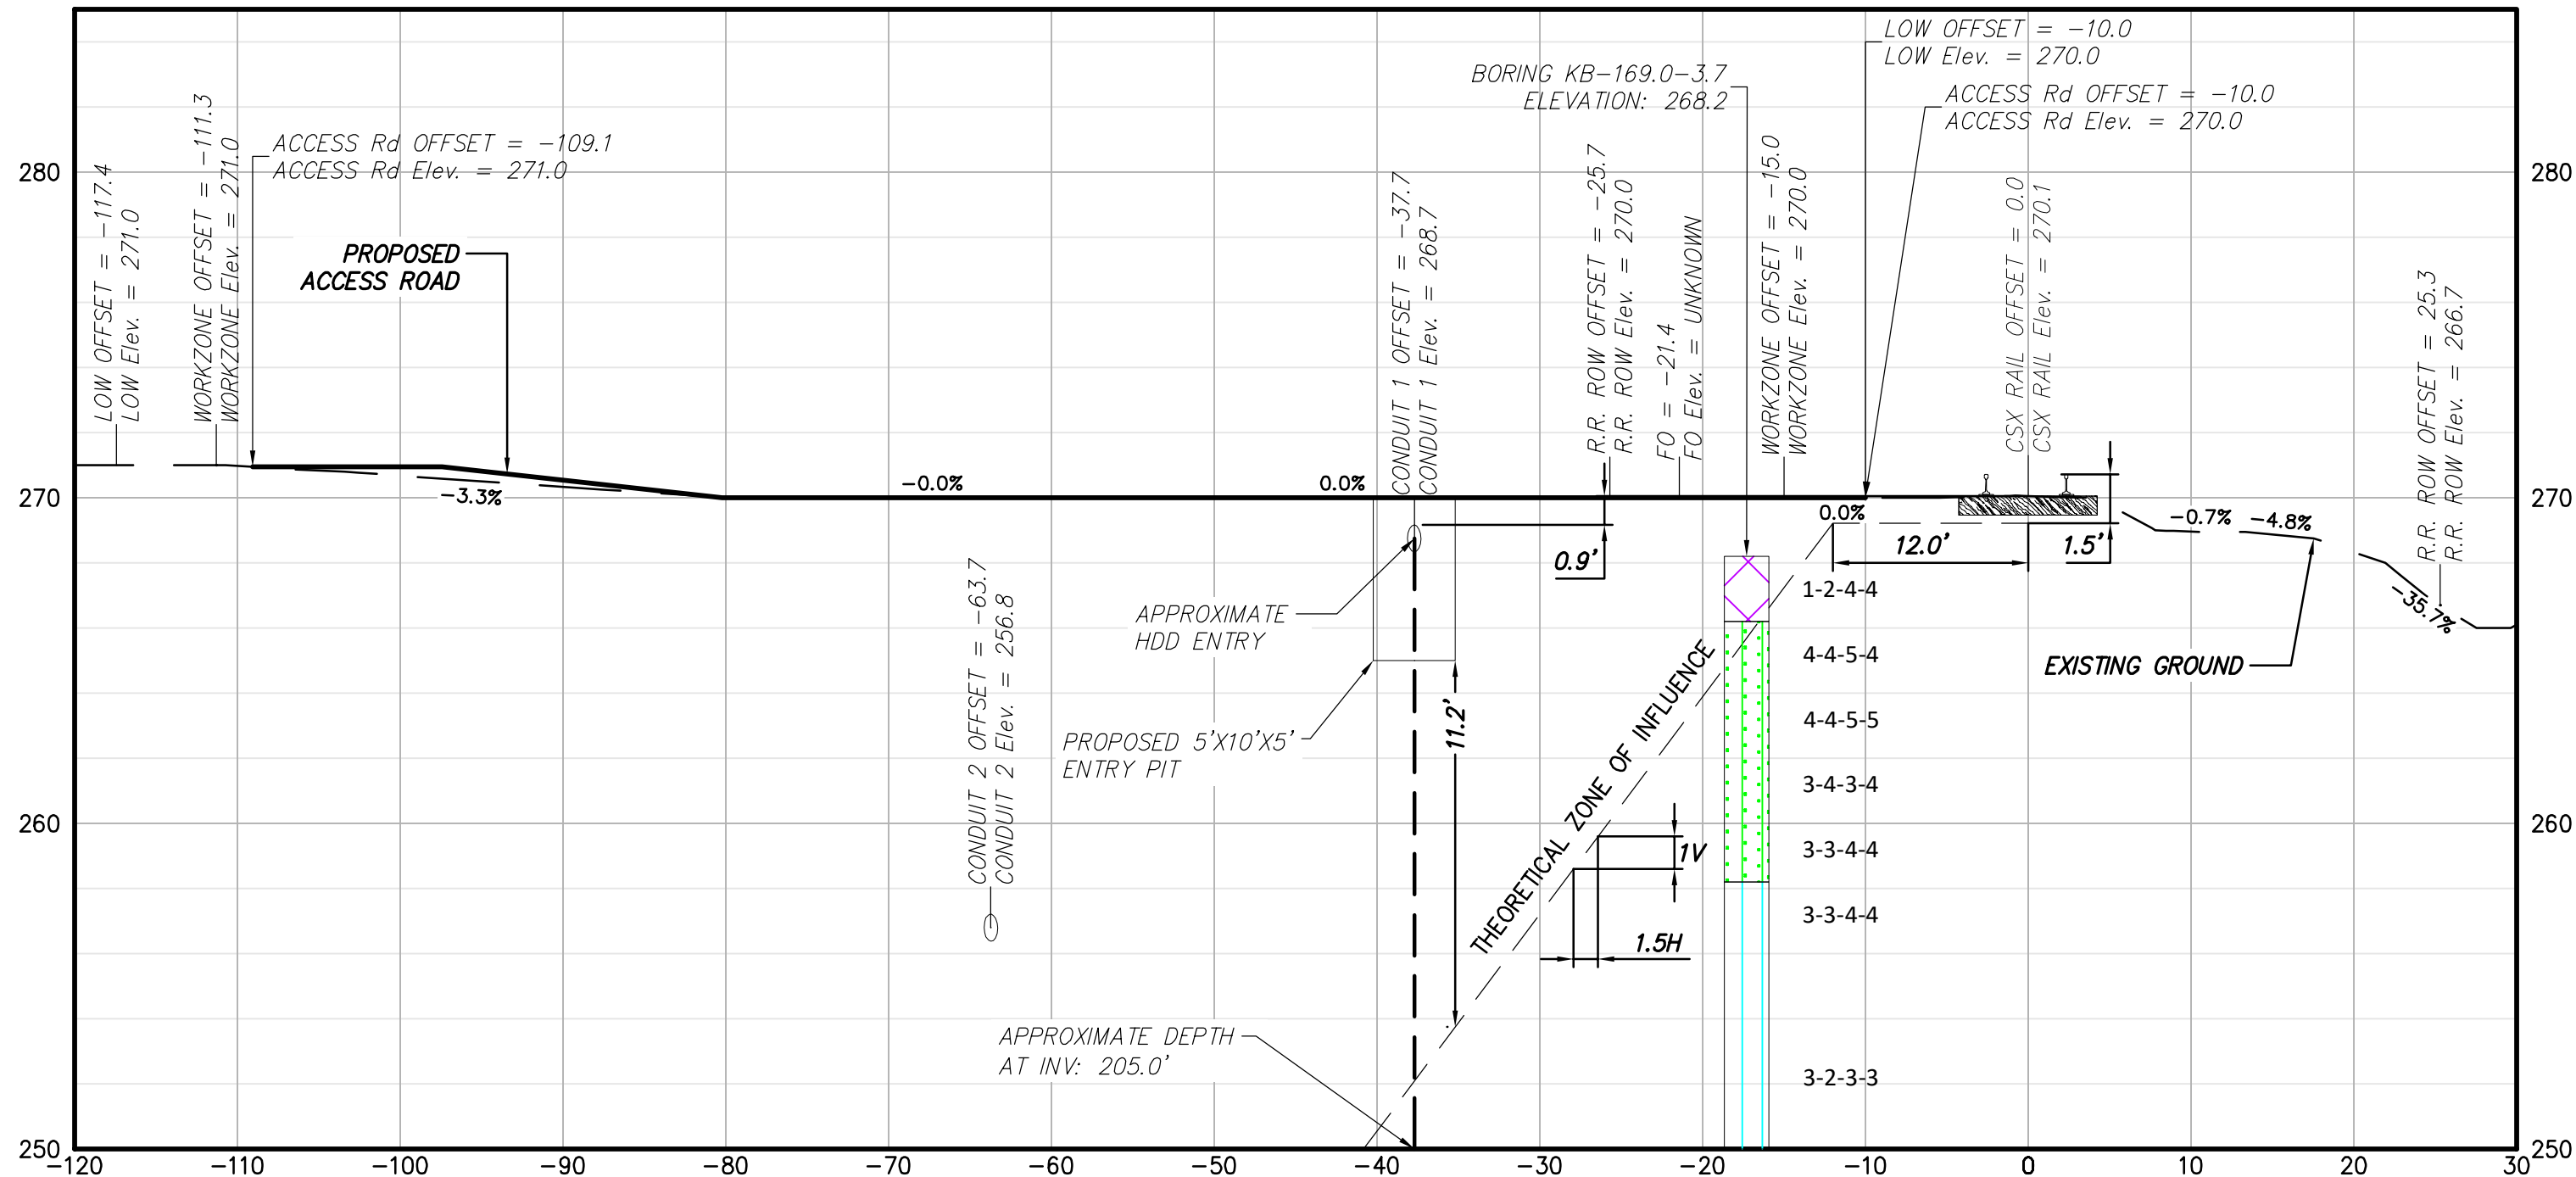 LOW OFFSET = -10.0
LOW Elev. = 270.0
BORING KB-169.0-3.7
ELEVATION: 268.2
ACCESS Rd OFFSET = -10.0
ACCESS Rd Elev. = 270.0
ACCESS Rd OFFSET = -109.1
ACCESS Rd Elev. = 271.0
280
280
LOW OFFSET = -117.4
LOW Elev. = 271.0
WORKZONE OFFSET = -111.3
WORKZONE Elev. = 271.0
PROPOSED
ACCESS ROAD
CONDUIT 1 OFFSET = -37.7
CONDUIT 1 Elev. = 268.7
R.R. ROW OFFSET = -25.7
R.R. ROW Elev. = 270.0
FO = -21.4
FO Elev. = UNKNOWN
WORKZONE OFFSET = -15.0
WORKZONE Elev. = 270.0
CSX RAIL OFFSET = 0.0
CSX RAIL Elev. = 270.1
R.R. ROW OFFSET = 25.3
R.R. ROW Elev. = 266.7
270
-3.3%
-0.0%
0.0%
0.0%
-0.7%
-4.8%
270
0.9'
12.0'
1.5'
-35.7%
CONDUIT 2 OFFSET = -63.7
CONDUIT 2 Elev. = 256.8
APPROXIMATE
HDD ENTRY
1-2-4-4
4-4-5-4
EXISTING GROUND
PROPOSED 5'X10'X5'
ENTRY PIT
11.2'
THEORETICAL ZONE OF INFLUENCE
4-4-5-5
3-4-3-4
260
260
1V
3-3-4-4
3-3-4-4
1.5H
APPROXIMATE DEPTH
AT INV: 205.0'
3-2-3-3
250
250
-120
-110
-100
-90
-80
-70
-60
-50
-40
-30
-20
-10
0
10
20
30